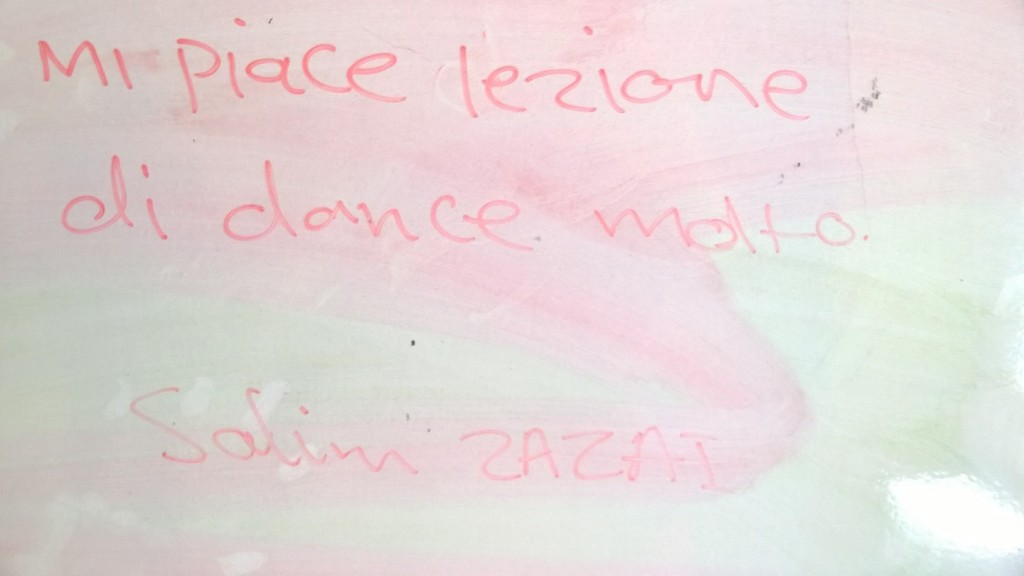 Mi piace lezione
di dance molto.
Salim ZAZAI